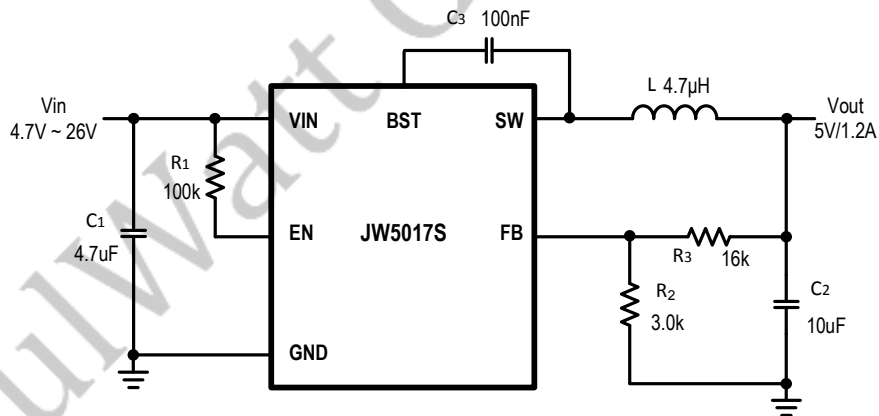 C3 100nF
L 4.7µH
Vin
4.7V ~ 26V
VIN
BST
SW
Vout
5V/1.2A
R1
100k
C1
4.7uF
EN
JW5017S
FB
R3
16k
R2
3.0k
C2
10uF
GND